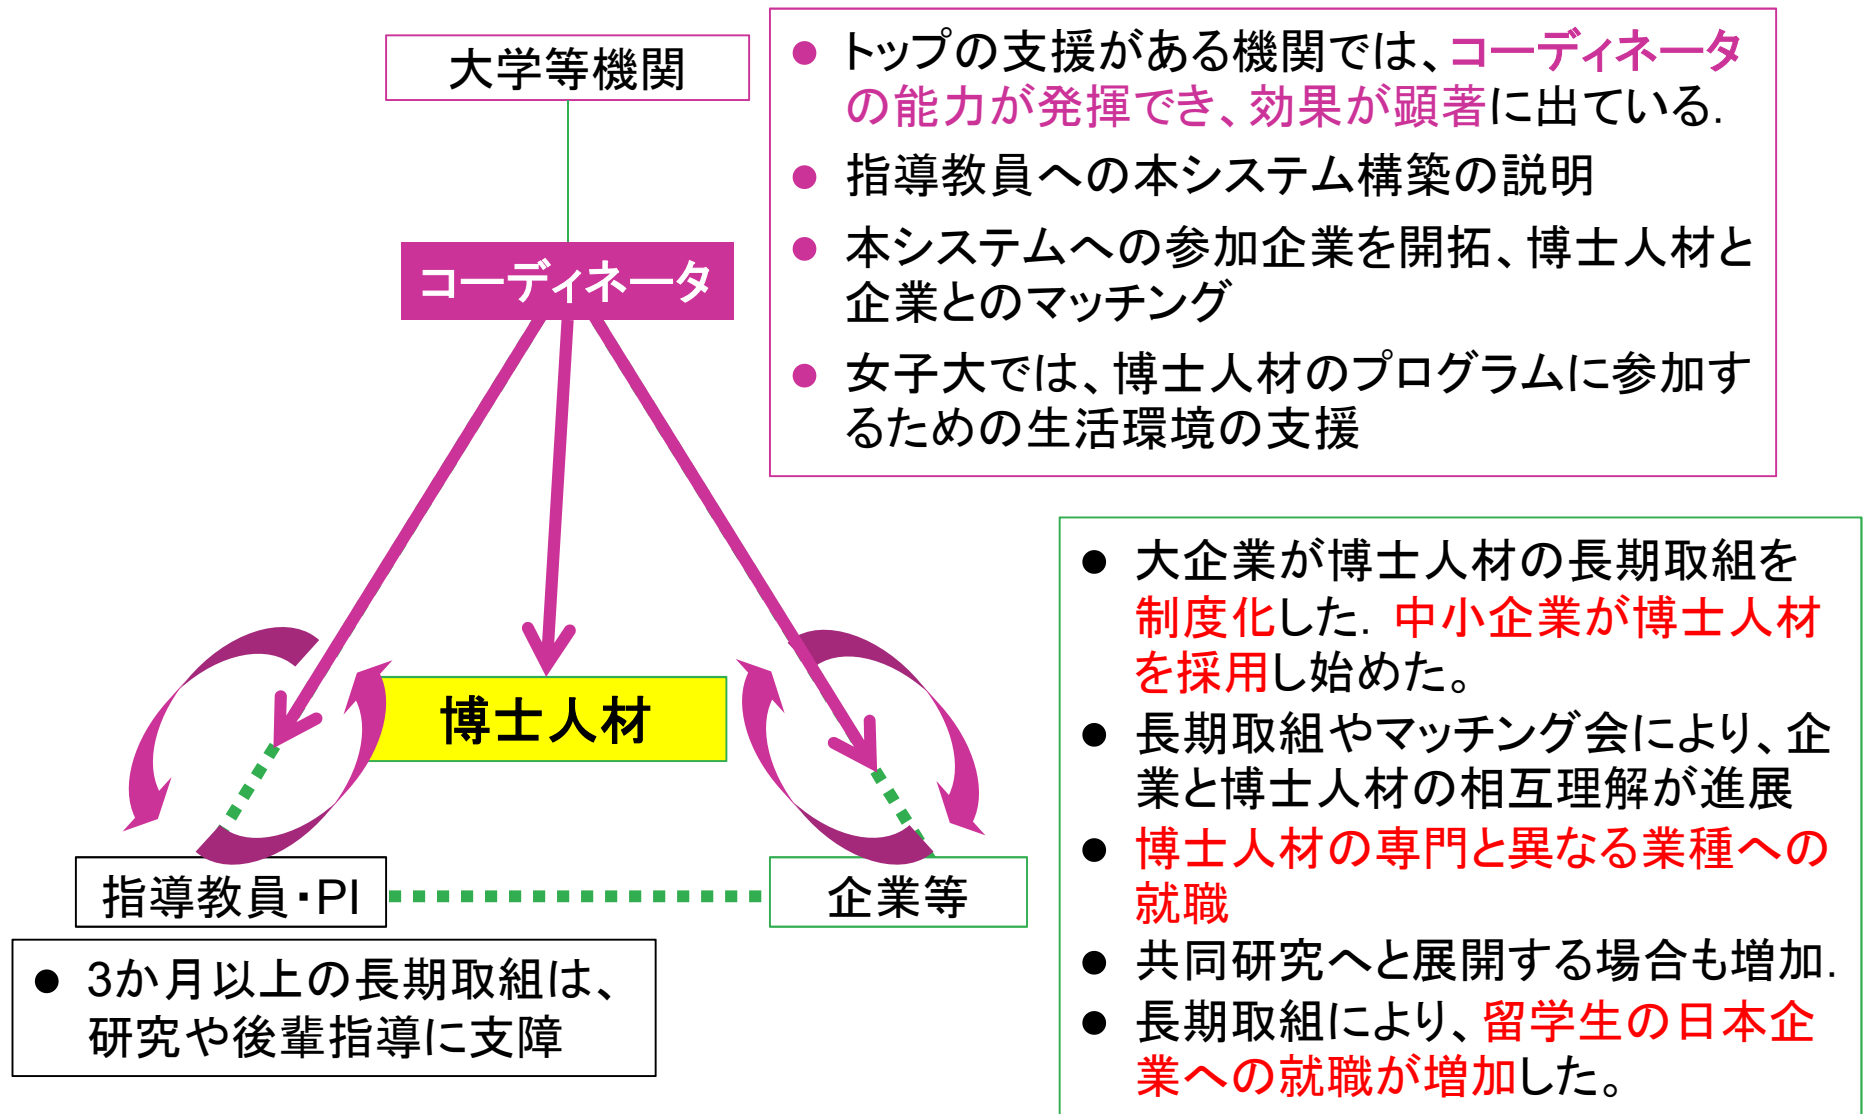 大学等機関
コーディネータ
● トップの支援がある機関では、コーディネータ
の能力が発揮でき、効果が顕著に出ている.
● 指導教員への本システム構築の説明
● 本システムへの参加企業を開拓、博士人材と
企業とのマッチング
● 女子大では、博士人材のプログラムに参加す
るための生活環境の支援
博士人材
指導教員・PI
企業等
● 3か月以上の長期取組は、
研究や後輩指導に支障
● 大企業が博士人材の長期取組を
制度化した. 中小企業が博士人材
を採用し始めた。
● 長期取組やマッチング会により、企
業と博士人材の相互理解が進展
● 博士人材の専門と異なる業種への
就職
● 共同研究へと展開する場合も増加.
● 長期取組により、留学生の日本企
業への就職が増加した。